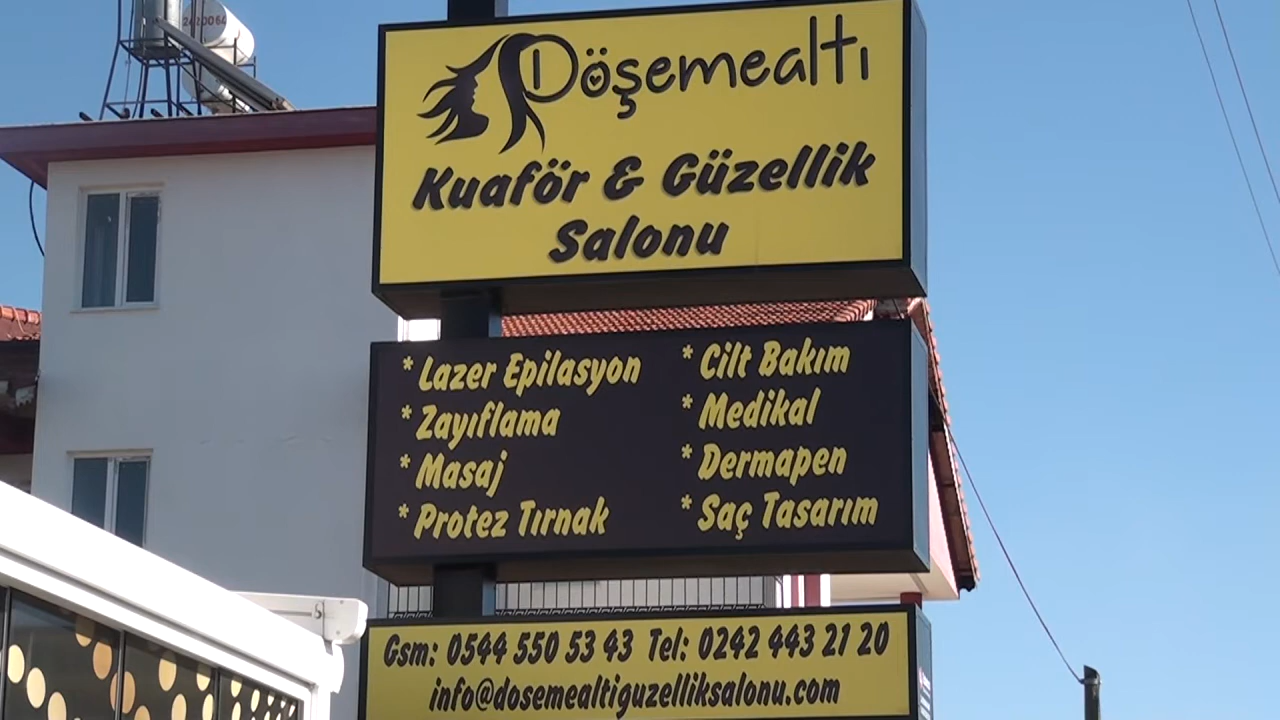 Döşemealtı
Kuaför & Güzellik
Salonu
* Lazer Epilasyon
* Zayıflama
* Masaj
* Protez Tırnak
* Cilt Bakım
* Medikal
* Dermapen
* Saç Tasarım
Gsm: 0544 550 53 43 Tel: 0242 443 21 20
info@dosemealtiguzelliksalonu.com